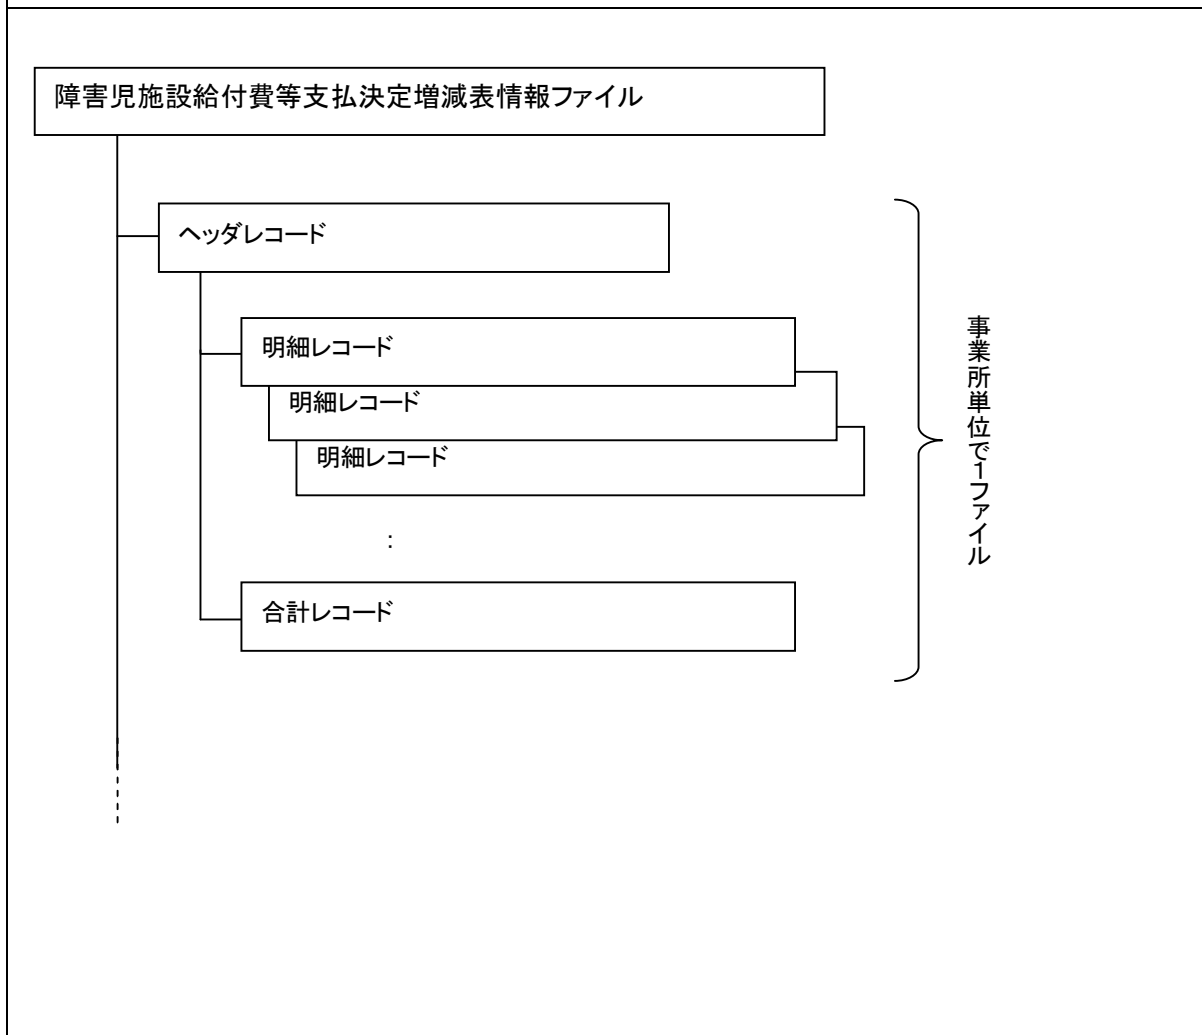 障害児施設給付費等支払決定増減表情報ファイル
ヘッダレコード
明細レコード
明細レコード
明細レコード
:
合計レコード
事業所単位で1ファイル